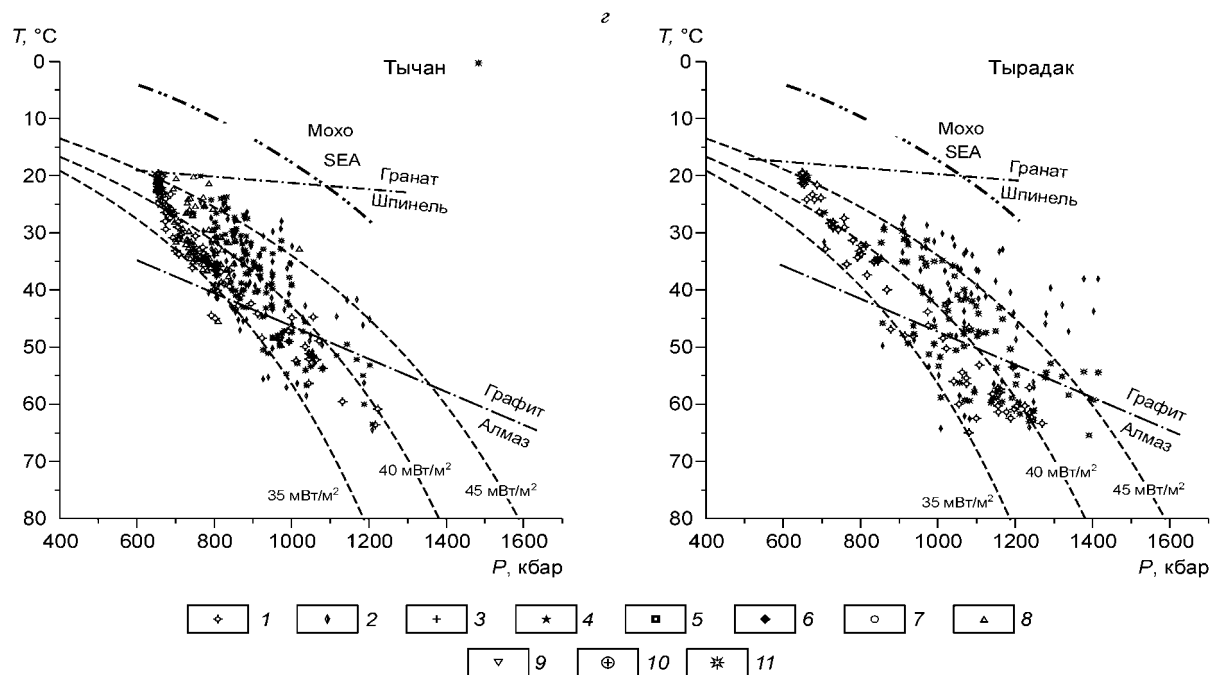 г
T, °C
Тычан
0
10
20
30
40
50
60
70
80
Мохо
SEA
Гранат
Шпинель
Графит
Алмаз
35 мВт/м²
40 мВт/м²
45 мВт/м²
400 600 800 1000 1200 1400 1600
P, кбар
T, °C
Тырадак
0
10
20
30
40
50
60
70
80
Мохо
SEA
Гранат
Шпинель
Графит
Алмаз
35 мВт/м²
40 мВт/м²
45 мВт/м²
400 600 800 1000 1200 1400 1600
P, кбар
1 2 3 4 5 6 7 8
9 10 11